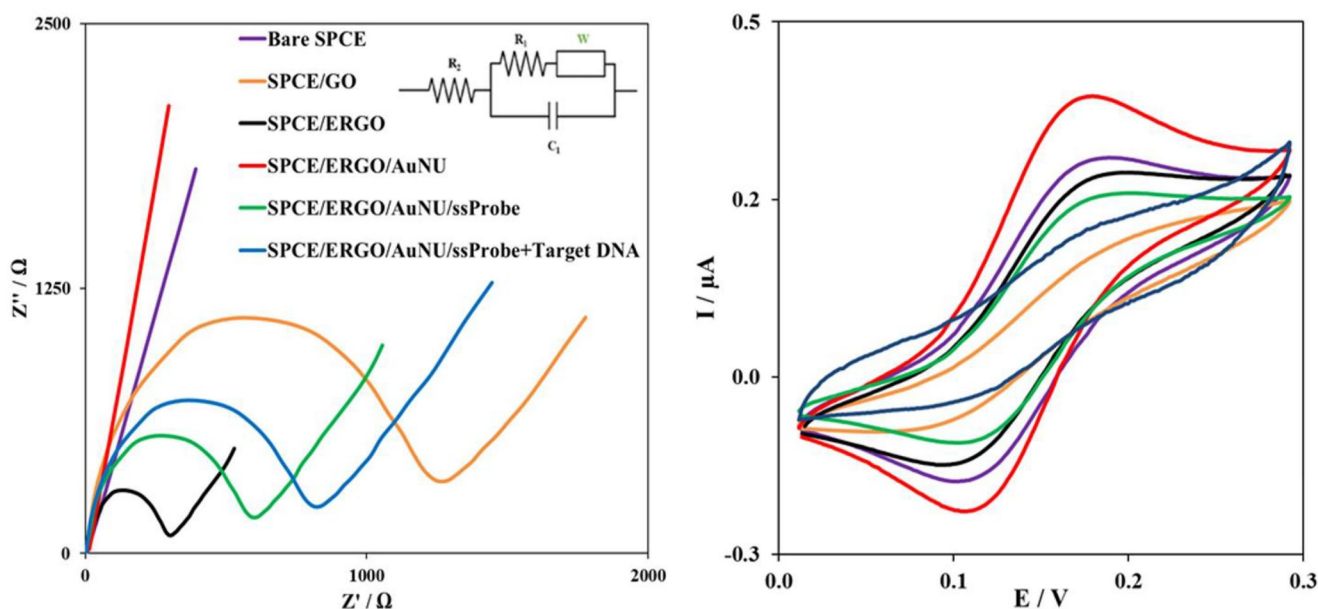 2500
1250
0
Z'' / Ω
0
1000
2000
Z' / Ω
Bare SPCE
SPCE/GO
SPCE/ERGO
SPCE/ERGO/AuNU
SPCE/ERGO/AuNU/ssProbe
SPCE/ERGO/AuNU/ssProbe+Target DNA
R₁
W
R₂
C₁
0.5
0.2
0.0
-0.3
I / µA
0.0
0.1
0.2
0.3
E / V